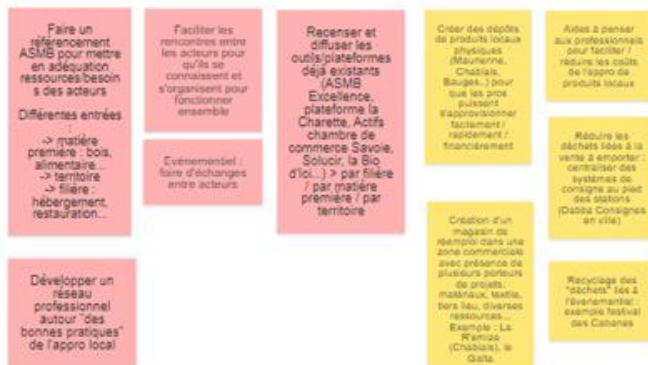 Faire un
référencement
ASMB pour mettre
en adéquation
ressources/besoin
s des acteurs
Différentes entrées
-> matière
première : bois,
alimentaire...
-> territoire
-> filière :
hébergement,
restauration...
Développer un
réseau
professionnel
autour "des
bonnes pratiques"
de l'appro local
Faciliter les
rencontres entre
les acteurs pour
qu'ils se
connaissent et
s'organisent pour
fonctionner
ensemble
Evénementiel :
foire d'échanges
entre acteurs
Recenser et
diffuser les
outils/plateformes
déjà existants
(ASMB
Excellence,
plateforme la
Charette, Actifs
chambre de
commerce Savoie,
Solucir, la Bio
d'Ici...) > par filière
/ par matière
première / par
territoire
Créer des dépôts
de produits locaux
physiques
(Maurienne,
Chablais,
Bauges...) pour que
les pros
puissent
s'approvisionner
facilement /
rapidement /
financièrement
Création d'un
magasin de
réemploi dans une
zone commerciale
avec présence de
plusieurs porteurs
de projets:
matériaux, textile,
tiers lieu, diverses
ressources...
Exemple : La
R'emize
(Chablais), le
Aides à penser
aux professionnels
pour faciliter /
réduire les coûts
de l'appro de
produits locaux
Réduire les
déchets liées à la
vente à emporter :
centraliser des
systèmes de
consigne au pied
des stations
(Dabba Consignes
en ville)
Recyclage des
"déchets" liés à
l'événementiel :
exemple festival
des Cabanes